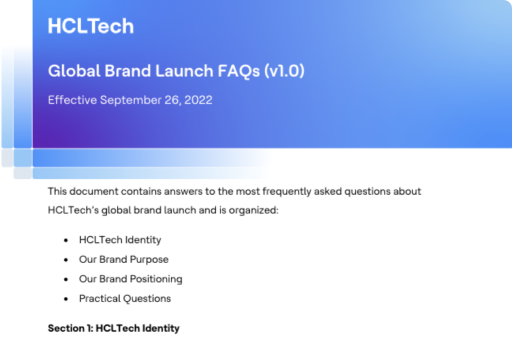 HCLTech
Global Brand Launch FAQs (v1.0)
Effective September 26, 2022
This document contains answers to the most frequently asked questions about
HCLTech's global brand launch and is organized:
• HCLTech Identity
• Our Brand Purpose
• Our Brand Positioning
• Practical Questions
Section 1: HCLTech Identity